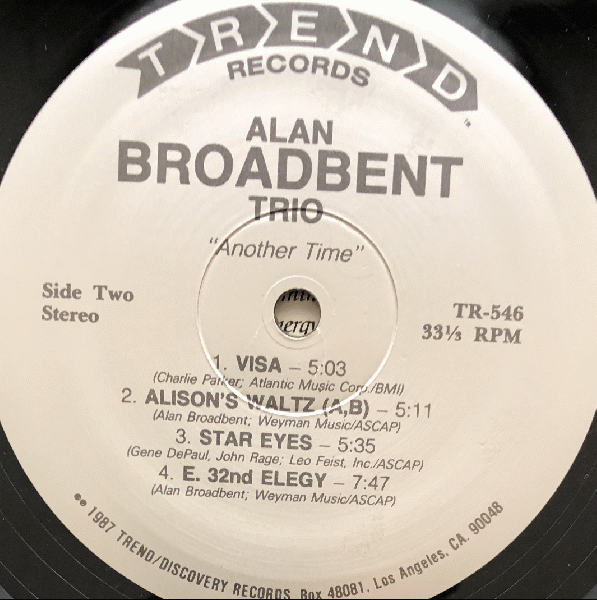 TREND
RECORDS
ALAN
BROADBENT
TRIO
"Another Time"
Side Two
Stereo
TR-546
33⅓ RPM
1. VISA – 5:03
(Charlie Parker; Atlantic Music Corp./BMI)
2. ALISON'S WALTZ (A,B) – 5:11
(Alan Broadbent; Weyman Music/ASCAP)
3. STAR EYES – 5:35
(Gene DePaul, John Rage; Leo Feist, Inc./ASCAP)
4. E. 32nd ELEGY – 7:47
(Alan Broadbent; Weyman Music/ASCAP)
1987 TREND/DISCOVERY RECORDS, Box 48081, Los Angeles, CA. 90048